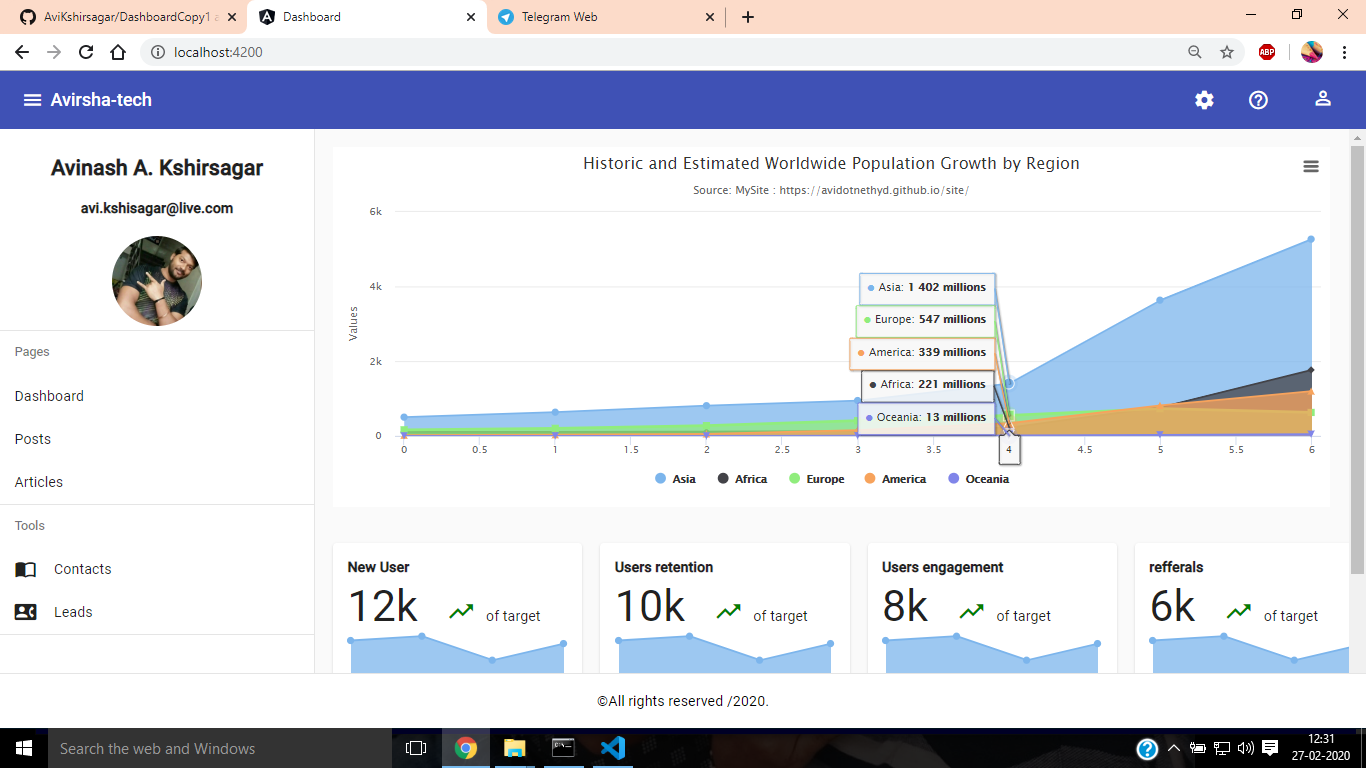 AviKshirsagar/DashboardCopy1 a
Dashboard
Telegram Web
localhost:4200
ABP
Avirsha-tech
Avinash A. Kshirsagar
avi.kshisagar@live.com
Pages
Dashboard
Posts
Articles
Tools
Contacts
Leads
Historic and Estimated Worldwide Population Growth by Region
Source: MySite : https://avidotnethyd.github.io/site/
Values
6k
4k
2k
0
Asia: 1 402 millions
Europe: 547 millions
America: 339 millions
Africa: 221 millions
Oceania: 13 millions
0 0.5 1 1.5 2 2.5 3 3.5 4 4.5 5 5.5 6
Asia Africa Europe America Oceania
New User
12k of target
Users retention
10k of target
Users engagement
8k of target
refferals
6k of target
©All rights reserved /2020.
Search the web and Windows
12:31
27-02-2020